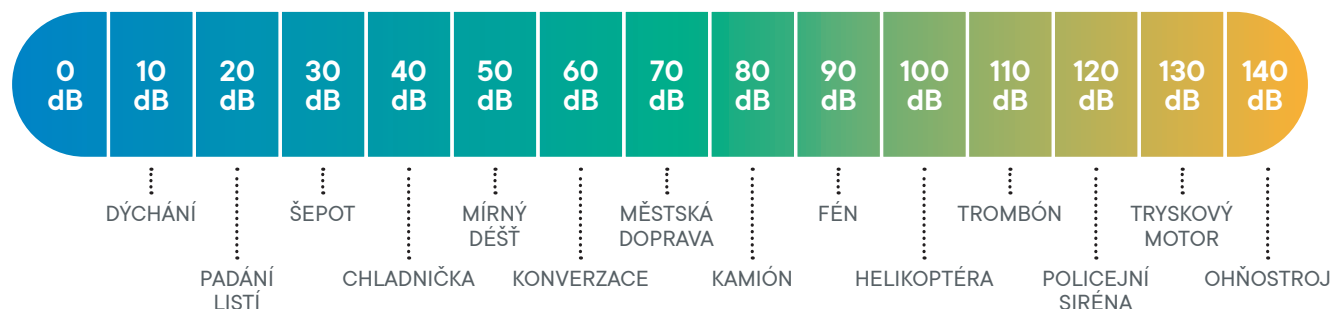 0 10 20 30 40 50 60 70 80 90 100 110 120 130 140
dB dB dB dB dB dB dB dB dB dB dB dB dB dB dB
DÝCHÁNÍ ŠEPOT MÍRNÝ MĚSTSKÁ FÉN TROMBÓN TRYSKOVÝ
DÉŠŤ DOPRAVA MOTOR
PADÁNÍ CHLADNIČKA KONVERZACE KAMIÓN HELIKOPTÉRA POLICEJNÍ OHŇOSTROJ
LISTÍ SIRÉNA